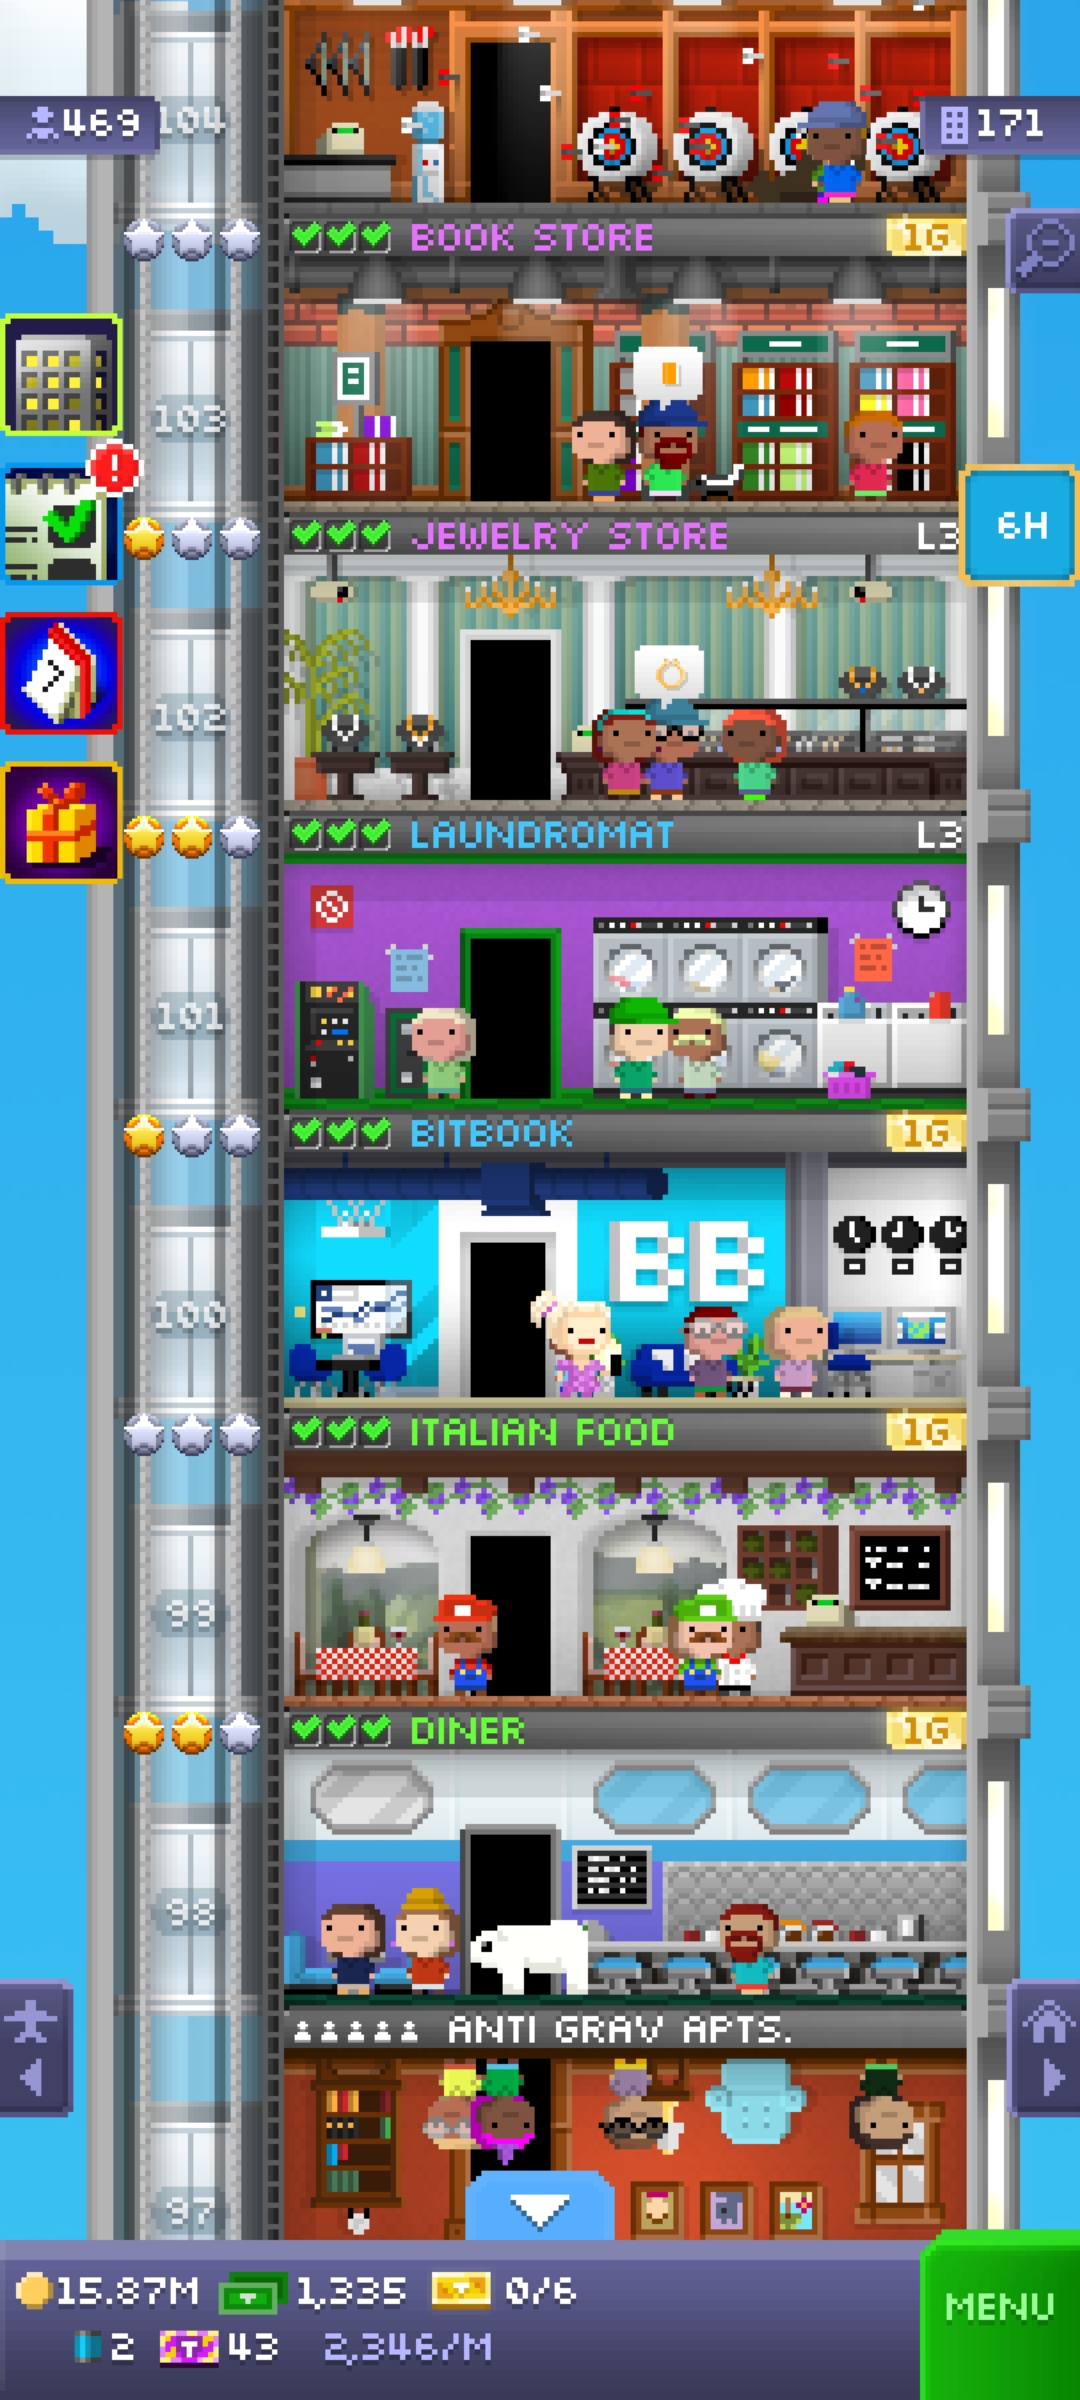 469
104
171
BOOK STORE
1G
103
JEWELRY STORE
L3
6H
7
102
LAUNDROMAT
L3
101
BITBOOK
1G
BB
100
ITALIAN FOOD
1G
99
DINER
1G
98
ANTI GRAV APTS.
97
15.87M
1,335
0/6
MENU
2
T
43
2,346/M